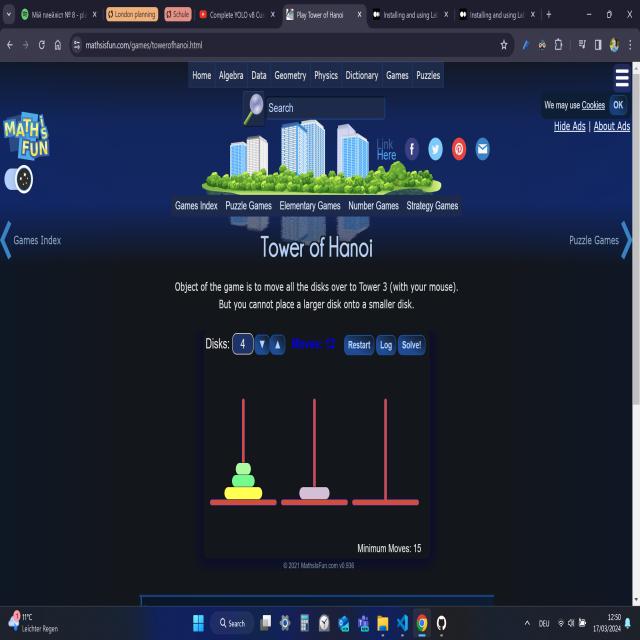 Мій плейліст № 8 - pl
London planning
Schule
Complete YOLO v8 Cu
Play Tower of Hanoi
Installing and using La
Installing and using La
mathsisfun.com/games/towerofhanoi.html
Home Algebra Data Geometry Physics Dictionary Games Puzzles
Search
We may use Cookies OK
Hide Ads | About Ads
MATH IS FUN
Link Here
Games Index Puzzle Games Elementary Games Number Games Strategy Games
Games Index
Puzzle Games
Tower of Hanoi
Object of the game is to move all the disks over to Tower 3 (with your mouse).
But you cannot place a larger disk onto a smaller disk.
Disks: 4 ▼ ▲ Restart Log Solve!
Minimum Moves: 15
© 2021 MathsIsFun.com v0.936
11°C
Leichter Regen
Search
DEU
12:50
17/03/2024